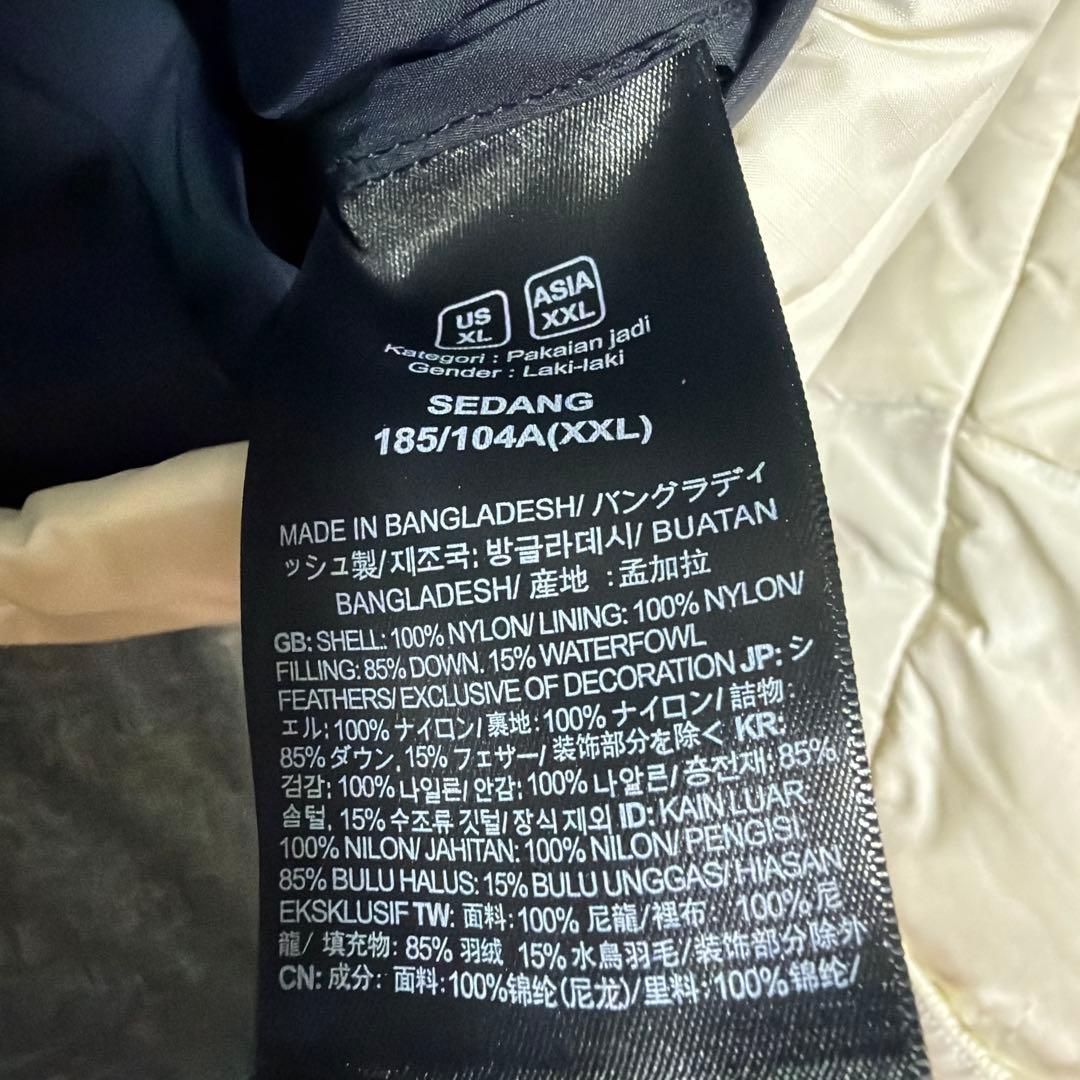 US XL
ASIA XXL
Kategori : Pakaian jadi
Gender : Laki-laki
SEDANG
185/104A(XXL)
MADE IN BANGLADESH/ バングラディ
ッシュ製/제조국: 방글라데시/ BUATAN
BANGLADESH/ 産地 :孟加拉
GB: SHELL: 100% NYLON/ LINING: 100% NYLON/
FILLING: 85% DOWN. 15% WATERFOWL
FEATHERS/ EXCLUSIVE OF DECORATION JP: シ
ェル: 100% ナイロン/ 裏地: 100% ナイロン/ 詰物:
85% ダウン, 15% フェザー/ 装飾部分を除く KR:
겉감: 100% 나일론/ 안감: 100% 나일론/ 충전재: 85%
솜털, 15% 수조류 깃털/ 장식 제외 ID: KAIN LUAR:
100% NILON/ JAHITAN: 100% NILON/ PENGISI:
85% BULU HALUS: 15% BULU UNGGAS/ HIASAN
EKSKLUSIF TW: 面料: 100% 尼龍/ 裡布 100% 尼
龍/ 填充物: 85% 羽绒 15% 水鳥羽毛/ 装饰部分除外
CN: 成分: 面料:100%锦纶(尼龙)/里料:100%锦纶/